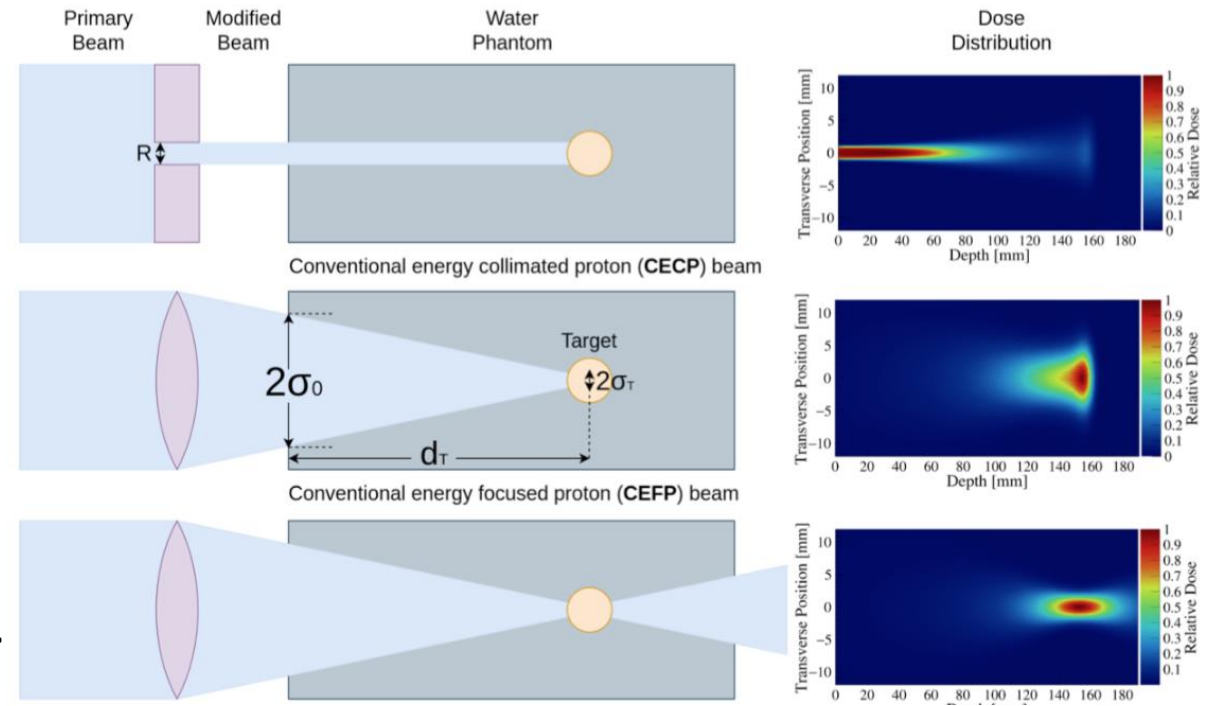 Primary
Beam
Modified
Beam
Water
Phantom
Dose
Distribution
R
Transverse Position [mm]
10
5
0
−5
−10
0 20 40 60 80 100 120 140 160 180
Depth [mm]
1
0.9
0.8
0.7
0.6
0.5
0.4
0.3
0.2
0.1
0
Relative Dose
Conventional energy collimated proton (CECP) beam
2σ₀
Target
2σT
dT
Transverse Position [mm]
10
5
0
−5
−10
0 20 40 60 80 100 120 140 160 180
Depth [mm]
1
0.9
0.8
0.7
0.6
0.5
0.4
0.3
0.2
0.1
0
Relative Dose
Conventional energy focused proton (CEFP) beam
Transverse Position [mm]
10
5
0
−5
−10
0 20 40 60 80 100 120 140 160 180
1
0.9
0.8
0.7
0.6
0.5
0.4
0.3
0.2
0.1
Relative Dose